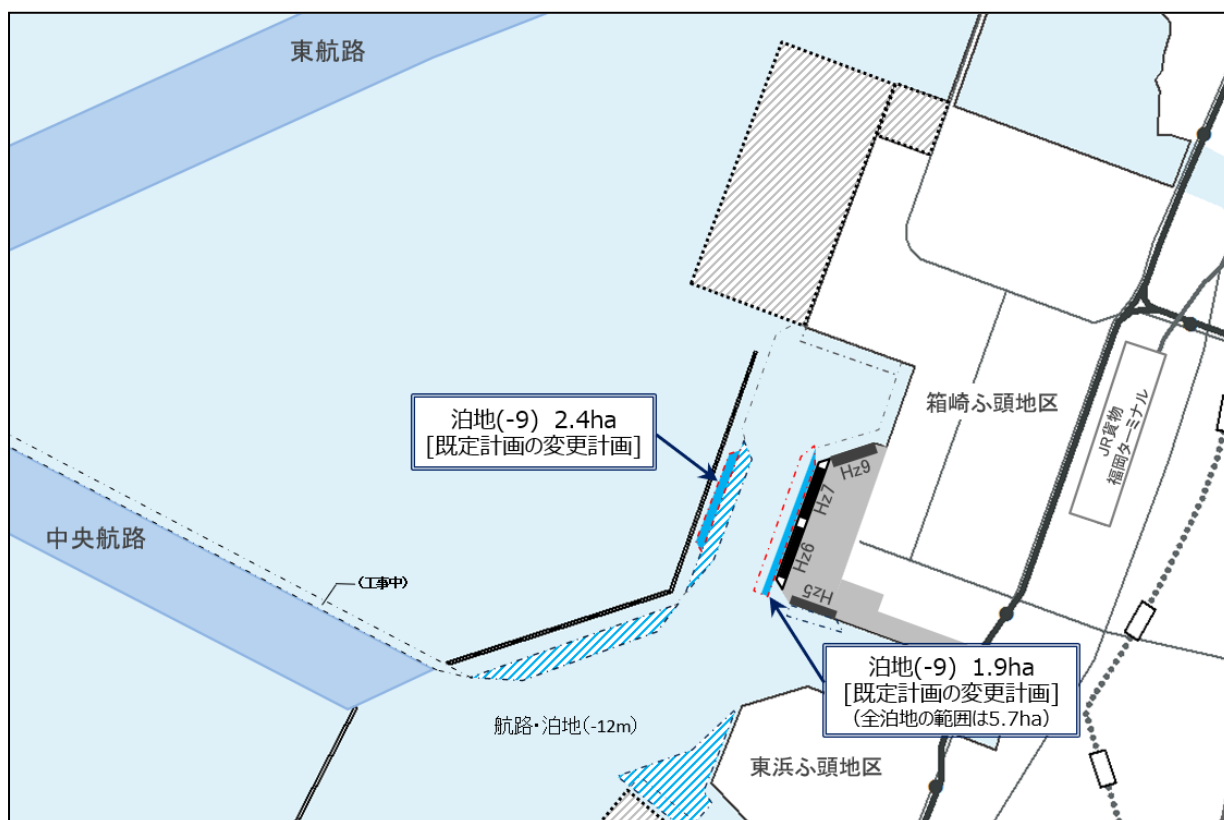 東航路
箱崎ふ頭地区
JR貨物
福岡ターミナル
泊地(-9) 2.4ha
[既定計画の変更計画]
Hz9
Hz7
Hz6
Hz5
中央航路
(工事中)
泊地(-9) 1.9ha
[既定計画の変更計画]
(全泊地の範囲は5.7ha)
航路・泊地(-12m)
東浜ふ頭地区